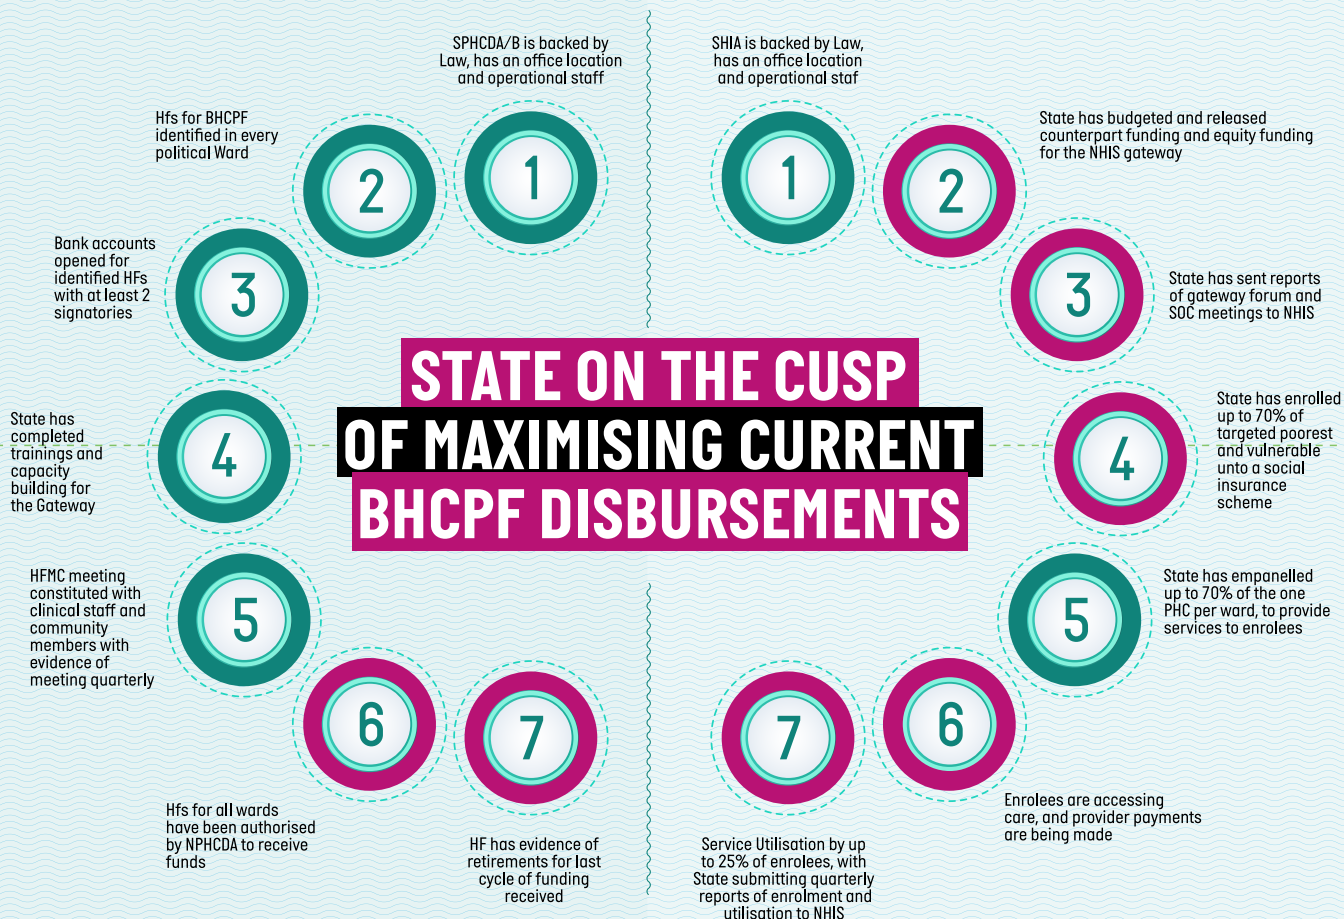 SPHCDA/B is backed by
Law, has an office location
and operational staff
1
Hfs for BHCPF
identified in every
political Ward
2
Bank accounts
opened for
identified HFs
with at least 2
signatories
3
State has
completed
trainings and
capacity
building for
the Gateway
4
HFMC meeting
constituted with
clinical staff and
community
members with
evidence of
meeting quarterly
5
6
Hfs for all wards
have been authorised
by NPHCDA to receive
funds
7
HF has evidence of
retirements for last
cycle of funding
received
STATE ON THE CUSP
OF MAXIMISING CURRENT
BHCPF DISBURSEMENTS
SHIA is backed by Law,
has an office location
and operational staf
1
State has budgeted and released
counterpart funding and equity funding
for the NHIS gateway
2
3
State has sent reports
of gateway forum and
SOC meetings to NHIS
4
State has enrolled
up to 70% of
targeted poorest
and vulnerable
unto a social
insurance
scheme
5
State has empanelled
up to 70% of the one
PHC per ward, to provide
services to enrolees
6
Enrolees are accessing
care, and provider payments
are being made
7
Service Utilisation by up
to 25% of enrolees, with
State submitting quarterly
reports of enrolment and
utilisation to NHIS